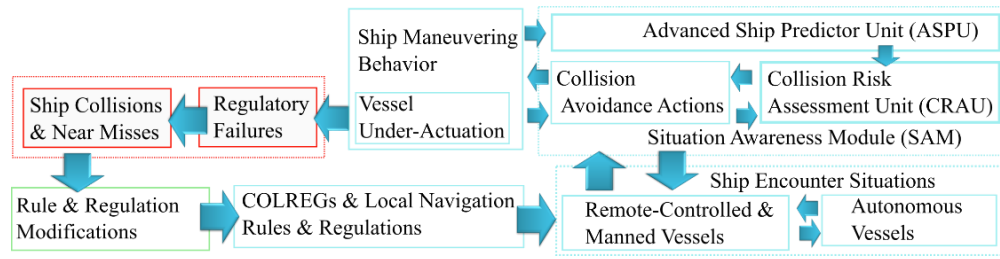 Ship Maneuvering
Behavior
Vessel
Under-Actuation
Advanced Ship Predictor Unit (ASPU)
Collision
Avoidance Actions
Collision Risk
Assessment Unit (CRAU)
Situation Awareness Module (SAM)
Ship Collisions
& Near Misses
Regulatory
Failures
Rule & Regulation
Modifications
COLREGs & Local Navigation
Rules & Regulations
Ship Encounter Situations
Remote-Controlled &
Manned Vessels
Autonomous
Vessels